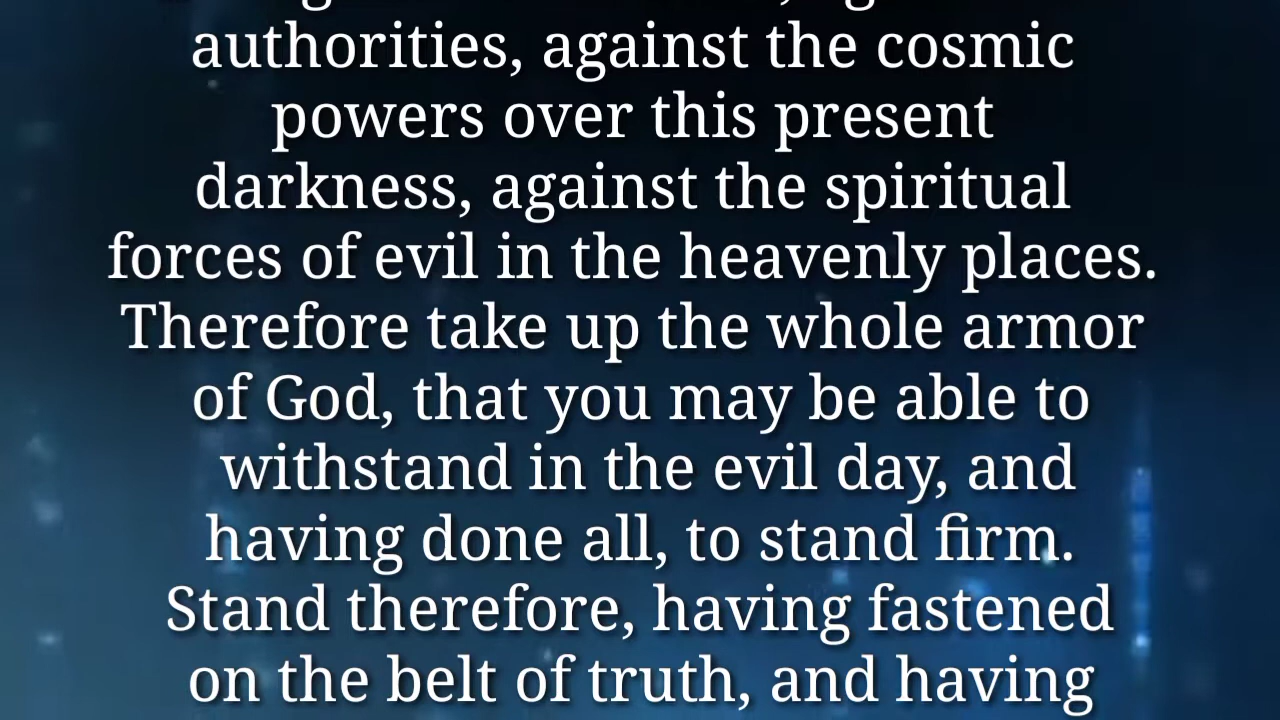 authorities, against the cosmic
powers over this present
darkness, against the spiritual
forces of evil in the heavenly places.
Therefore take up the whole armor
of God, that you may be able to
withstand in the evil day, and
having done all, to stand firm.
Stand therefore, having fastened
on the belt of truth, and having